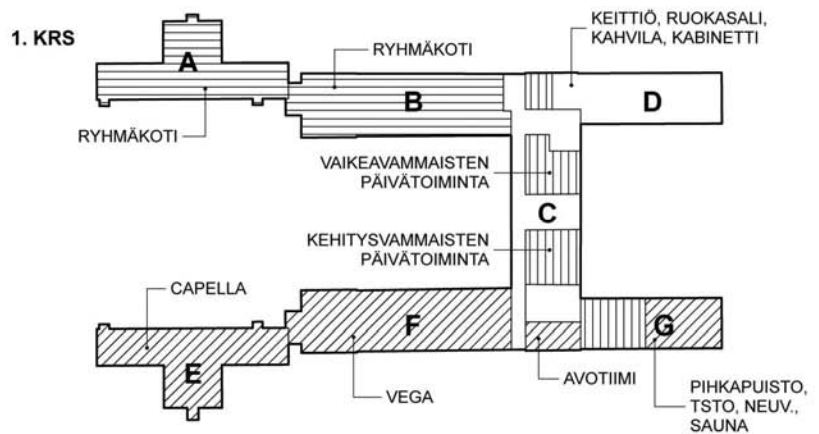 1. KRS
KEITTIÖ, RUOKASALI,
KAHVILA, KABINETTI
RYHMÄKOTI
A
B
D
RYHMÄKOTI
VAIKEAVAMMAISTEN
PÄIVÄTOIMINTA
C
KEHITYSVAMMAISTEN
PÄIVÄTOIMINTA
CAPELLA
F
G
E
VEGA
AVOTIIMI
PIHKAPUISTO,
TSTO, NEUV.,
SAUNA